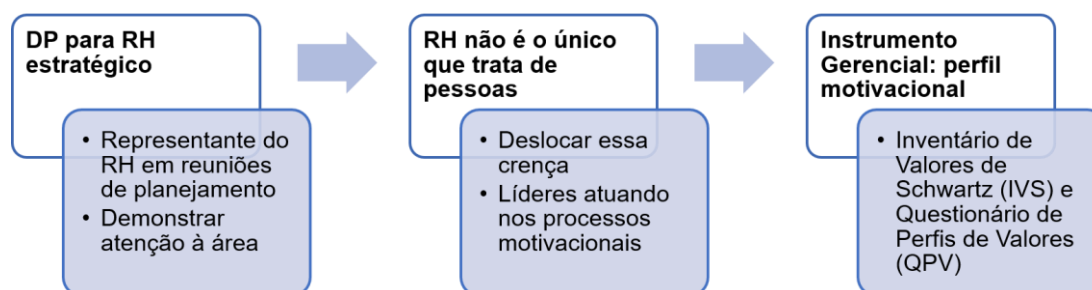 DP para RH
estratégico
• Representante do
RH em reuniões
de planejamento
• Demonstrar
atenção à área
RH não é o único
que trata de
pessoas
• Deslocar essa
crença
• Líderes atuando
nos processos
motivacionais
Instrumento
Gerencial: perfil
motivacional
• Inventário de
Valores de
Schwartz (IVS) e
Questionário de
Perfis de Valores
(QPV)